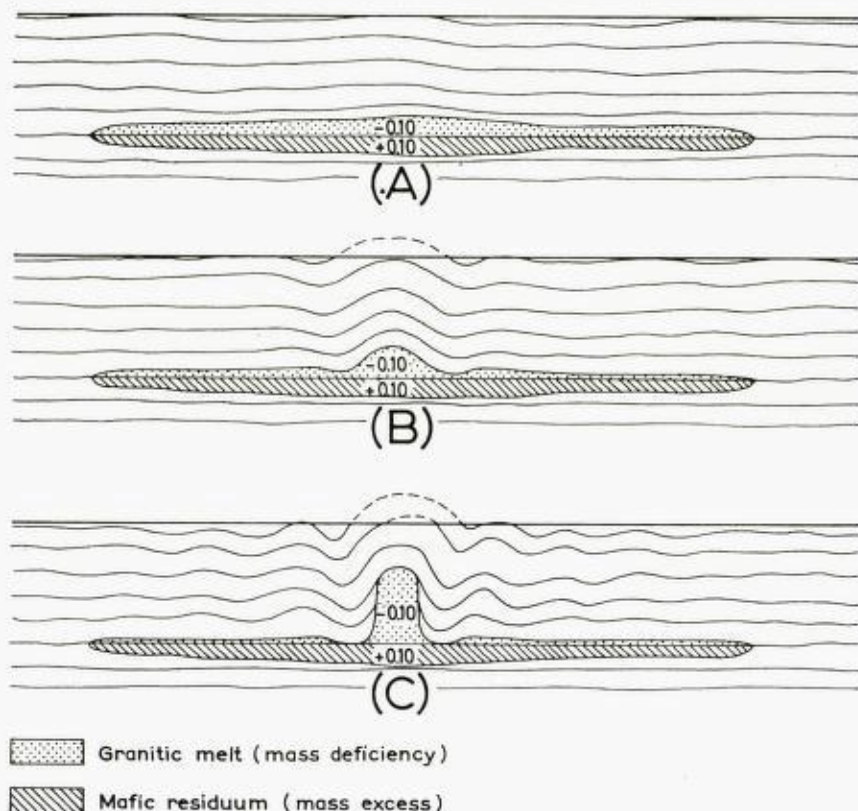 -0.10
+0.10
(A)
-0.10
+0.10
(B)
-0.10
+0.10
(C)
Granitic melt (mass deficiency)
Mafic residuum (mass excess)